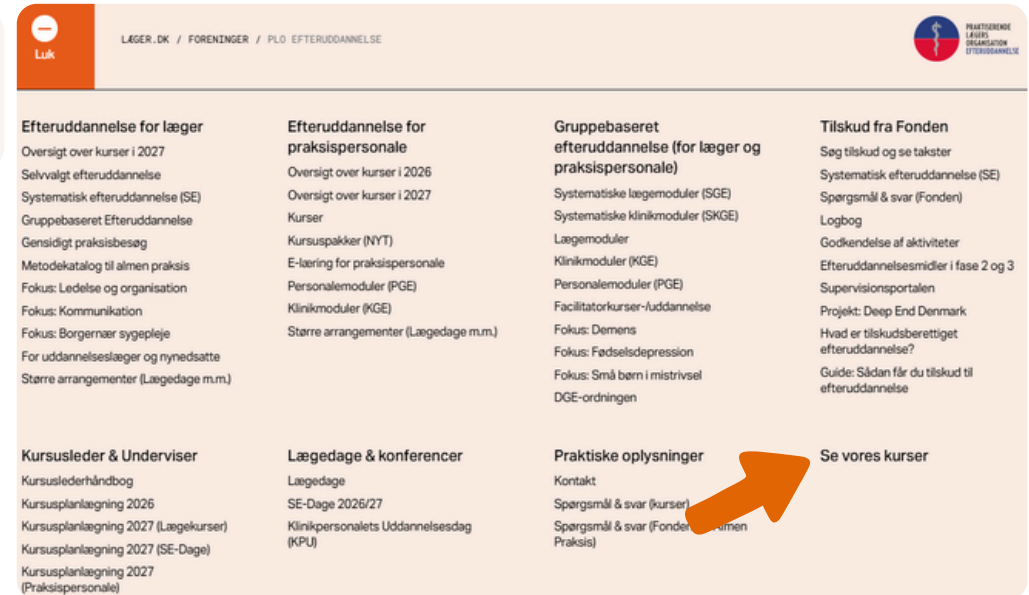 Luk
LÆGER.DK / FORENINGER / PLO EFTERUDDANNELSE
PRAKTISERENDE
LÆGERS
ORGANISATION
EFTERUDDANNELSE
Efteruddannelse for læger
Oversigt over kurser i 2027
Selvvalgt efteruddannelse
Systematisk efteruddannelse (SE)
Gruppebaseret Efteruddannelse
Gensidigt praksisbesøg
Metodekatalog til almen praksis
Fokus: Ledelse og organisation
Fokus: Kommunikation
Fokus: Borgernær sygepleje
For uddannelseslæger og nynedsatte
Større arrangementer (Lægedage m.m.)
Efteruddannelse for
praksispersonale
Oversigt over kurser i 2026
Oversigt over kurser i 2027
Kurser
Kursuspakker (NYT)
E-læring for praksispersonale
Personalemoduler (PGE)
Klinikmoduler (KGE)
Større arrangementer (Lægedage m.m.)
Gruppebaseret
efteruddannelse (for læger og
praksispersonale)
Systematiske lægemoduler (SGE)
Systematiske klinikmoduler (SKGE)
Lægemoduler
Klinikmoduler (KGE)
Personalemoduler (PGE)
Facilitatorkurser-/uddannelse
Fokus: Demens
Fokus: Fødselsdepression
Fokus: Små børn i mistrivsel
DGE-ordningen
Tilskud fra Fonden
Søg tilskud og se takster
Systematisk efteruddannelse (SE)
Spørgsmål & svar (Fonden)
Logbog
Godkendelse af aktiviteter
Efteruddannelsesmidler i fase 2 og 3
Supervisionsportalen
Projekt: Deep End Denmark
Hvad er tilskudsberettiget
efteruddannelse?
Guide: Sådan får du tilskud til
efteruddannelse
Kursusleder & Underviser
Kursuslederhåndbog
Kursusplanlægning 2026
Kursusplanlægning 2027 (Lægekurser)
Kursusplanlægning 2027 (SE-Dage)
Kursusplanlægning 2027
(Praksispersonale)
Lægedage & konferencer
Lægedage
SE-Dage 2026/27
Klinikpersonalets Uddannelsesdag
(KPU)
Praktiske oplysninger
Kontakt
Spørgsmål & svar (kurser)
Spørgsmål & svar (Fonden Almen
Praksis)
Se vores kurser